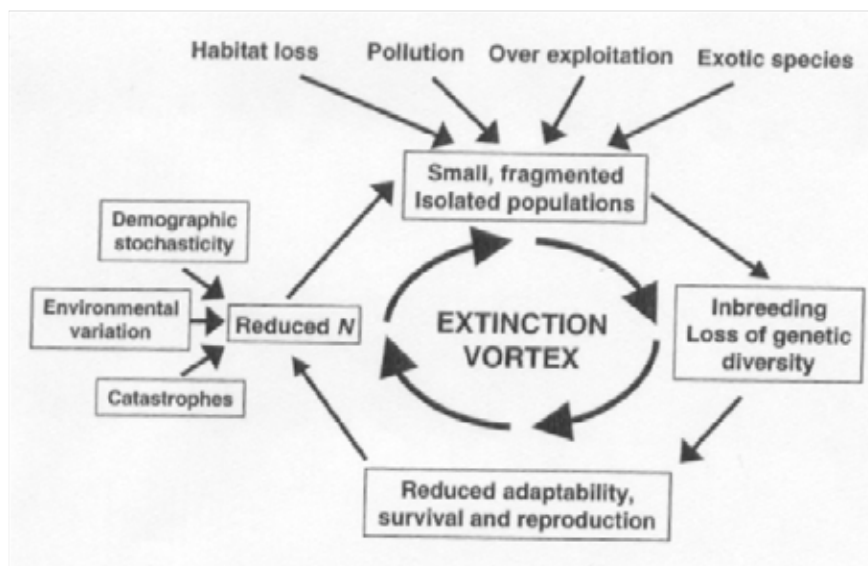 Habitat loss
Pollution
Over exploitation
Exotic species
Small, fragmented
Isolated populations
Demographic
stochasticity
Environmental
variation
Reduced N
Catastrophes
EXTINCTION
VORTEX
Inbreeding
Loss of genetic
diversity
Reduced adaptability,
survival and reproduction